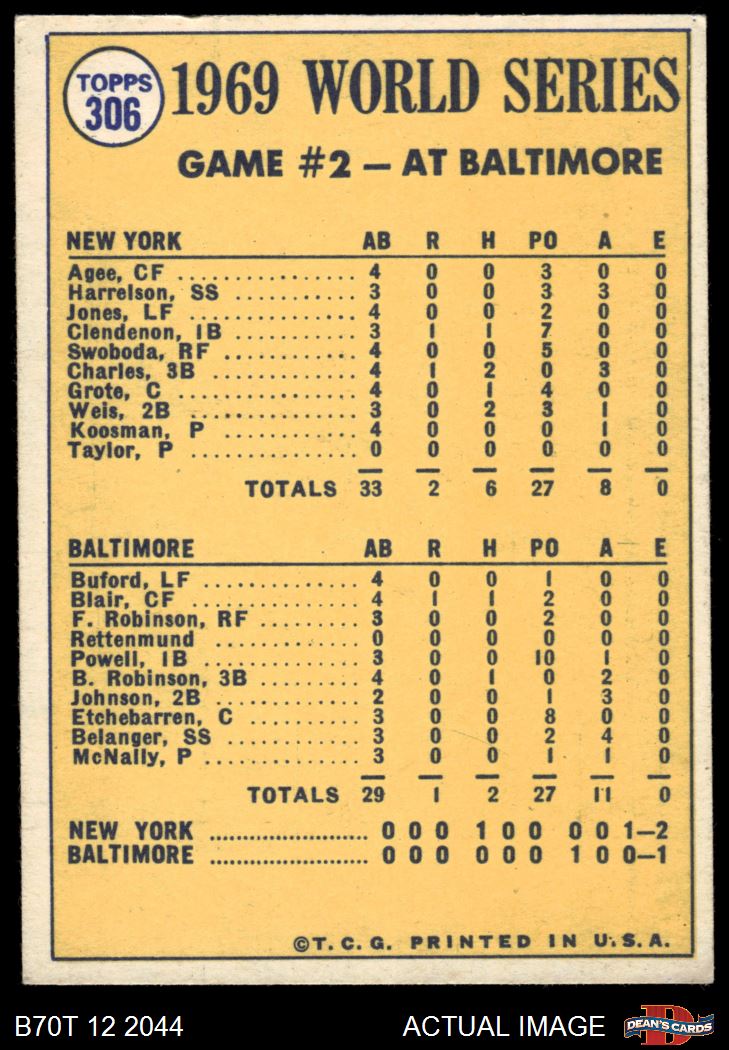 TOPPS
306
1969 WORLD SERIES
GAME #2 — AT BALTIMORE
NEW YORK AB R H PO A E
Agee, CF ................ 4 0 0 3 0 0
Harrelson, SS ............ 3 0 0 3 3 0
Jones, LF ............... 4 0 0 2 0 0
Clendenon, 1B ............ 3 1 1 7 0 0
Swoboda, RF ............ 4 0 0 5 0 0
Charles, 3B .............. 4 1 2 0 3 0
Grote, C ................ 4 0 1 4 0 0
Weis, 2B ................ 3 0 2 3 1 0
Koosman, P ............ 4 0 0 0 1 0
Taylor, P ............... 0 0 0 0 0 0
TOTALS 33 2 6 27 8 0
BALTIMORE AB R H PO A E
Buford, LF .............. 4 0 0 1 0 0
Blair, CF ............... 4 1 1 2 0 0
F. Robinson, RF ......... 3 0 0 2 0 0
Rettenmund .............. 0 0 0 0 0 0
Powell, 1B .............. 3 0 0 10 1 0
B. Robinson, 3B ......... 4 0 1 0 2 0
Johnson, 2B ............. 2 0 0 1 3 0
Etchebarren, C .......... 3 0 0 8 0 0
Belanger, SS ............ 3 0 0 2 4 0
McNally, P .............. 3 0 0 1 1 0
TOTALS 29 1 2 27 11 0
NEW YORK ........................ 0 0 0 1 0 0 0 0 1—2
BALTIMORE ........................ 0 0 0 0 0 0 1 0 0—1
©T. C. G. PRINTED IN U.S.A.
B70T 12 2044 ACTUAL IMAGE
D
DEAN'S CARDS